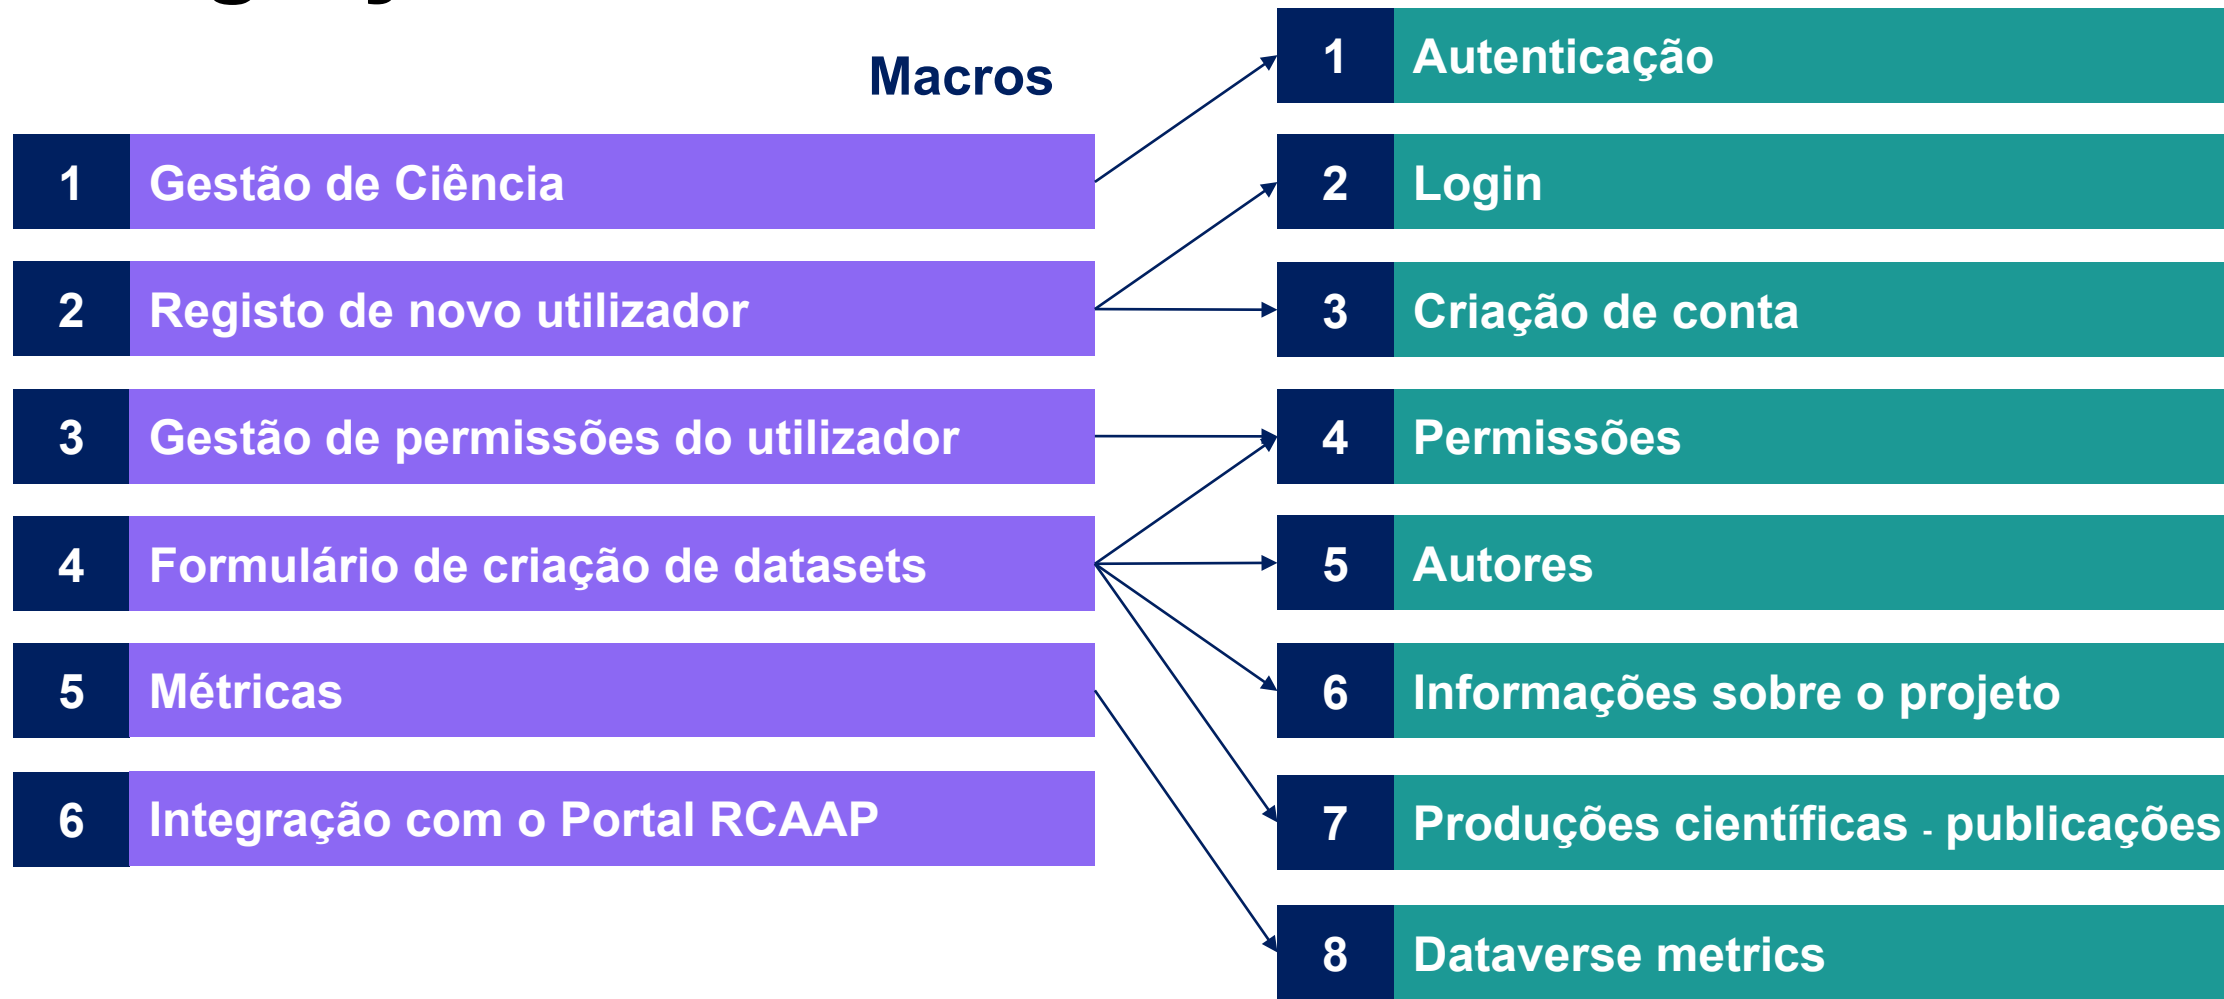 Macros
1 Gestão de Ciência
2 Registo de novo utilizador
3 Gestão de permissões do utilizador
4 Formulário de criação de datasets
5 Métricas
6 Integração com o Portal RCAAP
1 Autenticação
2 Login
3 Criação de conta
4 Permissões
5 Autores
6 Informações sobre o projeto
7 Produções científicas - publicações
8 Dataverse metrics